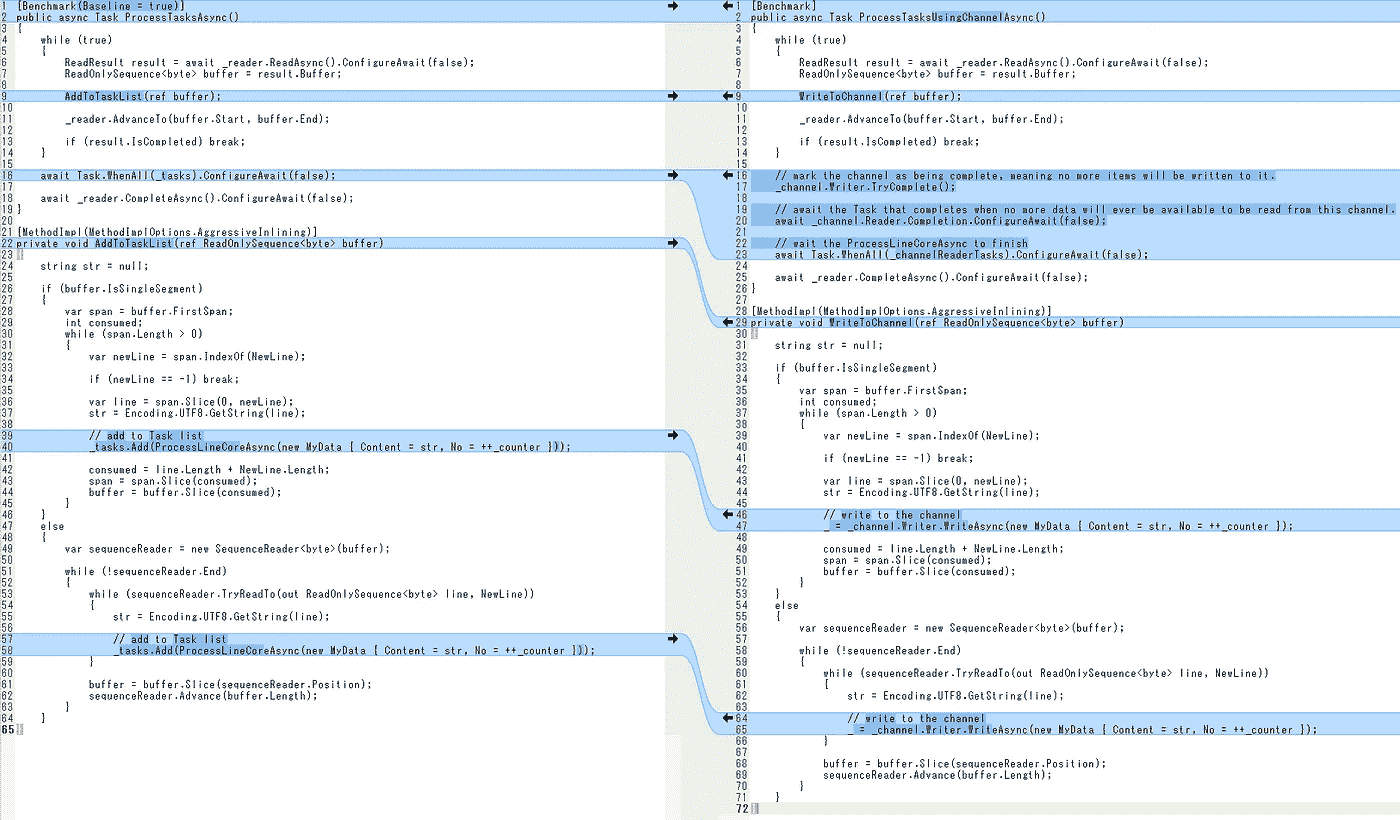 1 [Benchmark(Baseline = true)]
2 public async Task ProcessTasksAsync()
3 {
4     while (true)
5     {
6         ReadResult result = await _reader.ReadAsync().ConfigureAwait(false);
7         ReadOnlySequence<byte> buffer = result.Buffer;
8
9         AddToTaskList(ref buffer);
10
11         _reader.AdvanceTo(buffer.Start, buffer.End);
12
13         if (result.IsCompleted) break;
14     }
15
16     await Task.WhenAll(_tasks).ConfigureAwait(false);
17
18     await _reader.CompleteAsync().ConfigureAwait(false);
19 }
20
21 [MethodImpl(MethodImplOptions.AggressiveInlining)]
22 private void AddToTaskList(ref ReadOnlySequence<byte> buffer)
23 {
24     string str = null;
25
26     if (buffer.IsSingleSegment)
27     {
28         var span = buffer.FirstSpan;
29         int consumed;
30         while (span.Length > 0)
31         {
32             var newLine = span.IndexOf(NewLine);
33
34             if (newLine == -1) break;
35
36             var line = span.Slice(0, newLine);
37             str = Encoding.UTF8.GetString(line);
38
39             // add to Task list
40             _tasks.Add(ProcessLineCoreAsync(new MyData { Content = str, No = ++_counter }));
41
42             consumed = line.Length + NewLine.Length;
43             span = span.Slice(consumed);
44             buffer = buffer.Slice(consumed);
45         }
46     }
47     else
48     {
49         var sequenceReader = new SequenceReader<byte>(buffer);
50
51         while (!sequenceReader.End)
52         {
53             while (sequenceReader.TryReadTo(out ReadOnlySequence<byte> line, NewLine))
54             {
55                 str = Encoding.UTF8.GetString(line);
56
57                 // add to Task list
58                 _tasks.Add(ProcessLineCoreAsync(new MyData { Content = str, No = ++_counter }));
59             }
60
61             buffer = buffer.Slice(sequenceReader.Position);
62             sequenceReader.Advance(buffer.Length);
63         }
64     }
65 }
1 [Benchmark]
2 public async Task ProcessTasksUsingChannelAsync()
3 {
4     while (true)
5     {
6         ReadResult result = await _reader.ReadAsync().ConfigureAwait(false);
7         ReadOnlySequence<byte> buffer = result.Buffer;
8
9         WriteToChannel(ref buffer);
10
11         _reader.AdvanceTo(buffer.Start, buffer.End);
12
13         if (result.IsCompleted) break;
14     }
15
16     // mark the channel as being complete, meaning no more items will be written to it.
17     _channel.Writer.TryComplete();
18
19     // await the Task that completes when no more data will ever be available to be read from this channel.
20     await _channel.Reader.Completion.ConfigureAwait(false);
21
22     // wait the ProcessLineCoreAsync to finish
23     await Task.WhenAll(_channelReaderTasks).ConfigureAwait(false);
24
25     await _reader.CompleteAsync().ConfigureAwait(false);
26 }
27
28 [MethodImpl(MethodImplOptions.AggressiveInlining)]
29 private void WriteToChannel(ref ReadOnlySequence<byte> buffer)
30 {
31     string str = null;
32
33     if (buffer.IsSingleSegment)
34     {
35         var span = buffer.FirstSpan;
36         int consumed;
37         while (span.Length > 0)
38         {
39             var newLine = span.IndexOf(NewLine);
40
41             if (newLine == -1) break;
42
43             var line = span.Slice(0, newLine);
44             str = Encoding.UTF8.GetString(line);
45
46             // write to the channel
47             _ = _channel.Writer.WriteAsync(new MyData { Content = str, No = ++_counter });
48
49             consumed = line.Length + NewLine.Length;
50             span = span.Slice(consumed);
51             buffer = buffer.Slice(consumed);
52         }
53     }
54     else
55     {
56         var sequenceReader = new SequenceReader<byte>(buffer);
57
58         while (!sequenceReader.End)
59         {
60             while (sequenceReader.TryReadTo(out ReadOnlySequence<byte> line, NewLine))
61             {
62                 str = Encoding.UTF8.GetString(line);
63
64                 // write to the channel
65                 _ = _channel.Writer.WriteAsync(new MyData { Content = str, No = ++_counter });
66             }
67
68             buffer = buffer.Slice(sequenceReader.Position);
69             sequenceReader.Advance(buffer.Length);
70         }
71     }
72 }